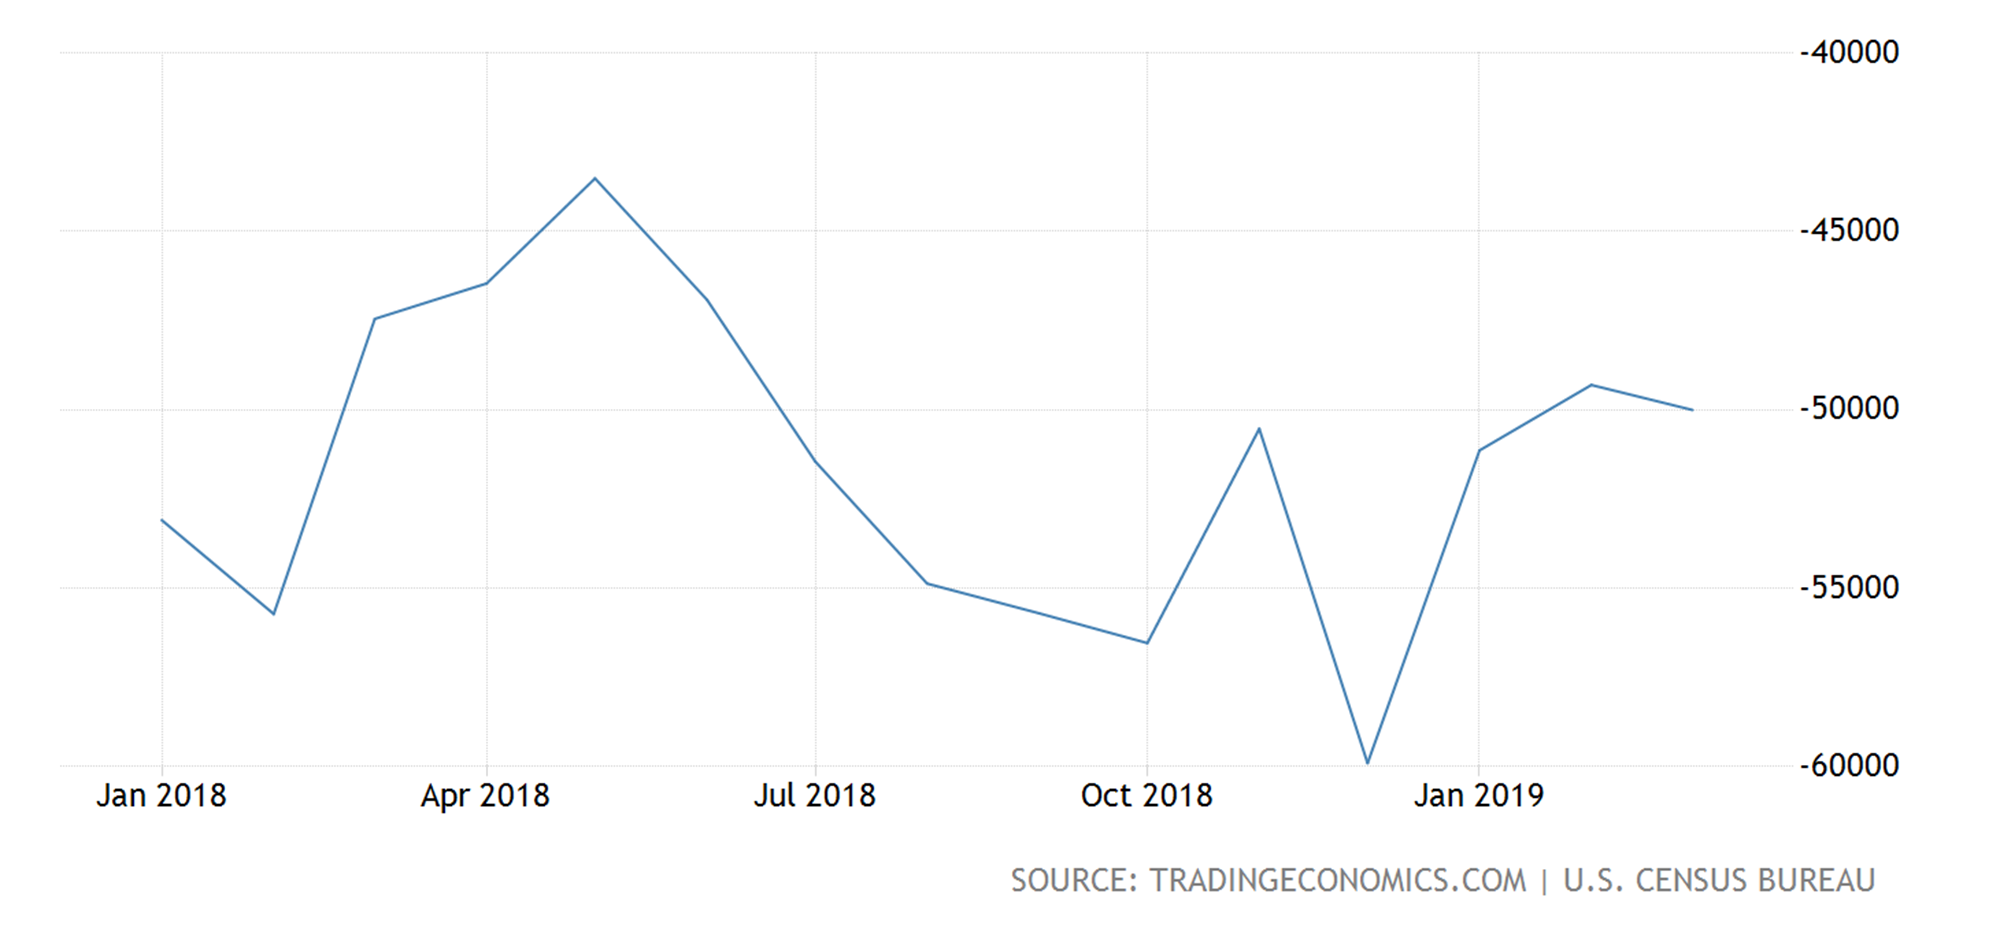 -40000
-45000
-50000
-55000
-60000
Jan 2018 Apr 2018 Jul 2018 Oct 2018 Jan 2019
SOURCE: TRADINGECONOMICS.COM | U.S. CENSUS BUREAU